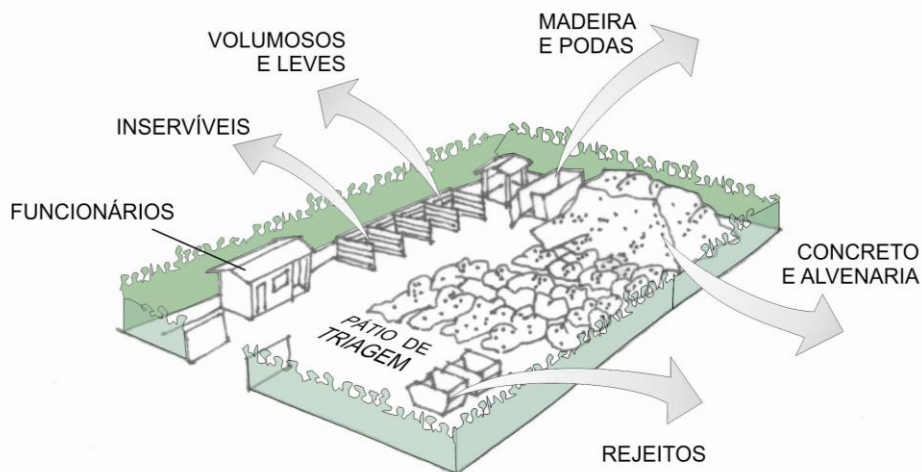 VOLUMOSOS
E LEVES
MADEIRA
E PODAS
INSERVÍVEIS
FUNCIONÁRIOS
CONCRETO
E ALVENARIA
PÁTIO DE
TRIAGEM
REJEITOS